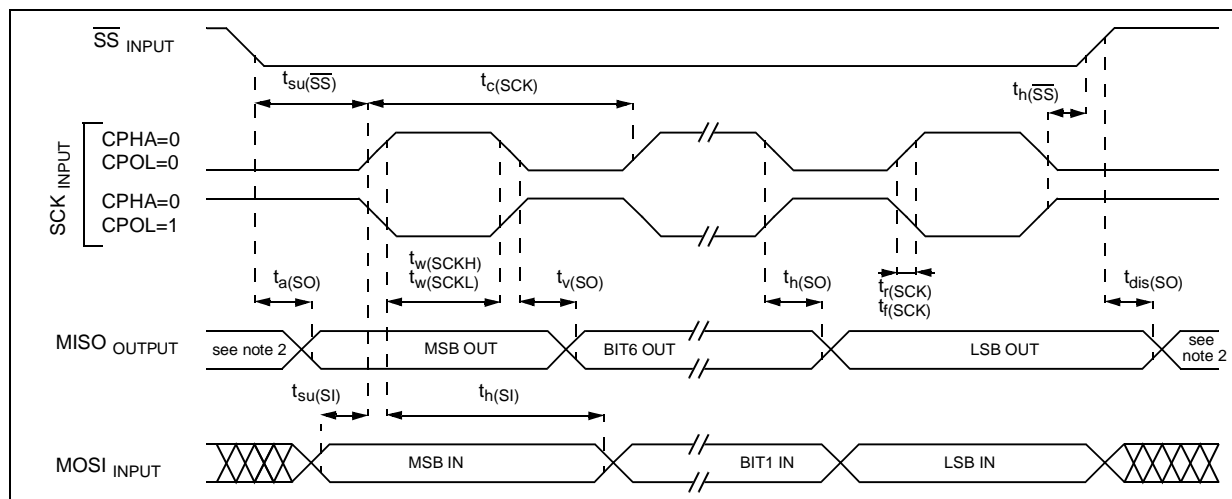 SS INPUT
tsu(SS)
tc(SCK)
th(SS)
SCK INPUT
CPHA=0
CPOL=0
CPHA=0
CPOL=1
ta(SO)
tw(SCKH)
tw(SCKL)
tv(SO)
th(SO)
tr(SCK)
tf(SCK)
tdis(SO)
MISO OUTPUT
see note 2
MSB OUT
BIT6 OUT
LSB OUT
see
note 2
tsu(SI)
th(SI)
MOSI INPUT
MSB IN
BIT1 IN
LSB IN